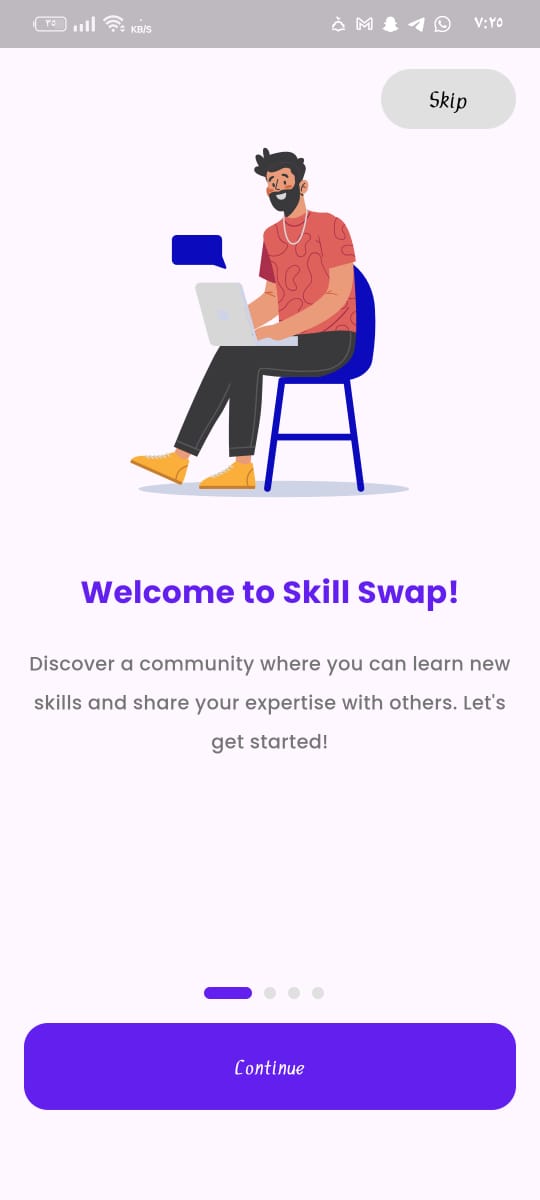 ٣٥
KB/S
٧:٢٥
Skip
Welcome to Skill Swap!
Discover a community where you can learn new
skills and share your expertise with others. Let's
get started!
Continue